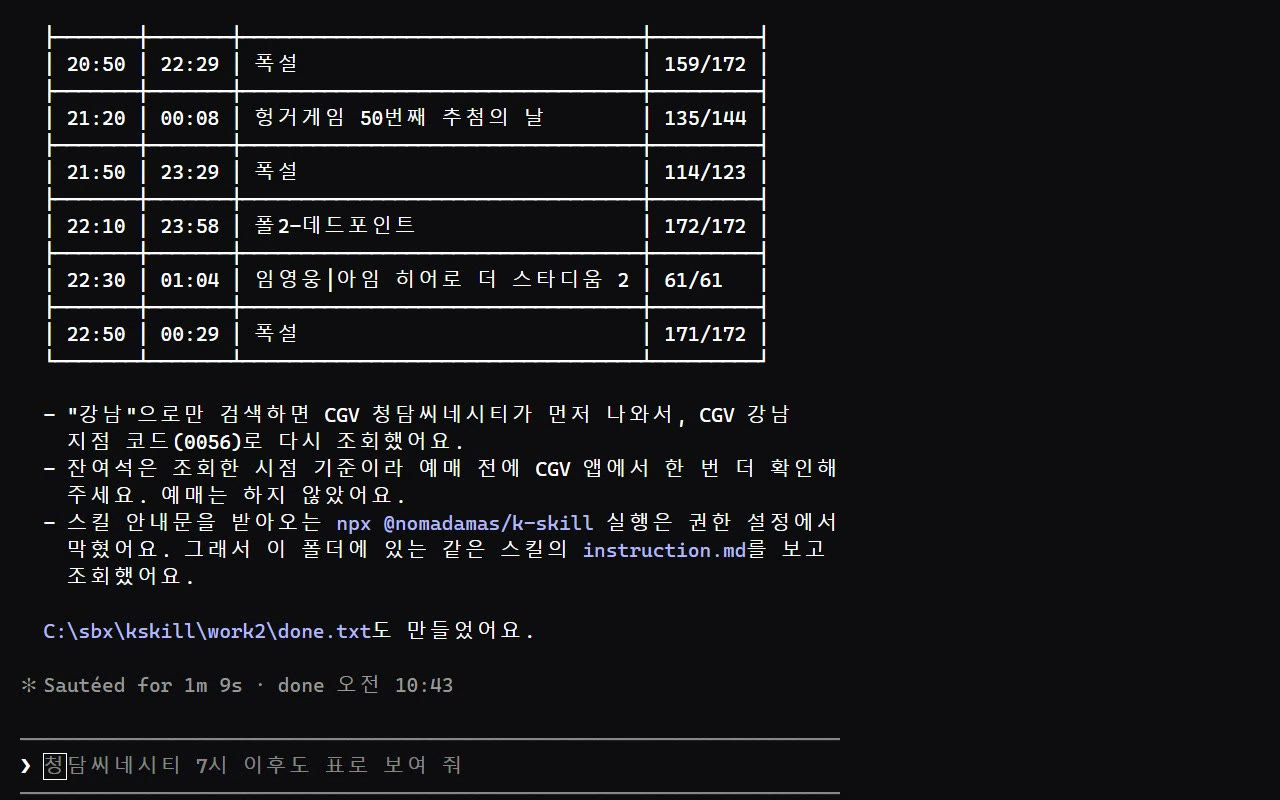 20:50 | 22:29 | 폭설 | 159/172
21:20 | 00:08 | 헝거게임 50번째 추첨의 날 | 135/144
21:50 | 23:29 | 폭설 | 114/123
22:10 | 23:58 | 폴2-데드포인트 | 172/172
22:30 | 01:04 | 임영웅|아임 히어로 더 스타디움 2 | 61/61
22:50 | 00:29 | 폭설 | 171/172
- "강남"으로만 검색하면 CGV 청담씨네시티가 먼저 나와서, CGV 강남
지점 코드(0056)로 다시 조회했어요.
- 잔여석은 조회한 시점 기준이라 예매 전에 CGV 앱에서 한 번 더 확인해
주세요. 예매는 하지 않았어요.
- 스킬 안내문을 받아오는 npx @nomadamas/k-skill 실행은 권한 설정에서
막혔어요. 그래서 이 폴더에 있는 같은 스킬의 instruction.md를 보고
조회했어요.
C:\sbx\kskill\work2\done.txt도 만들었어요.
✻ Sautéed for 1m 9s · done 오전 10:43
❯ 청담씨네시티 7시 이후도 표로 보여 줘